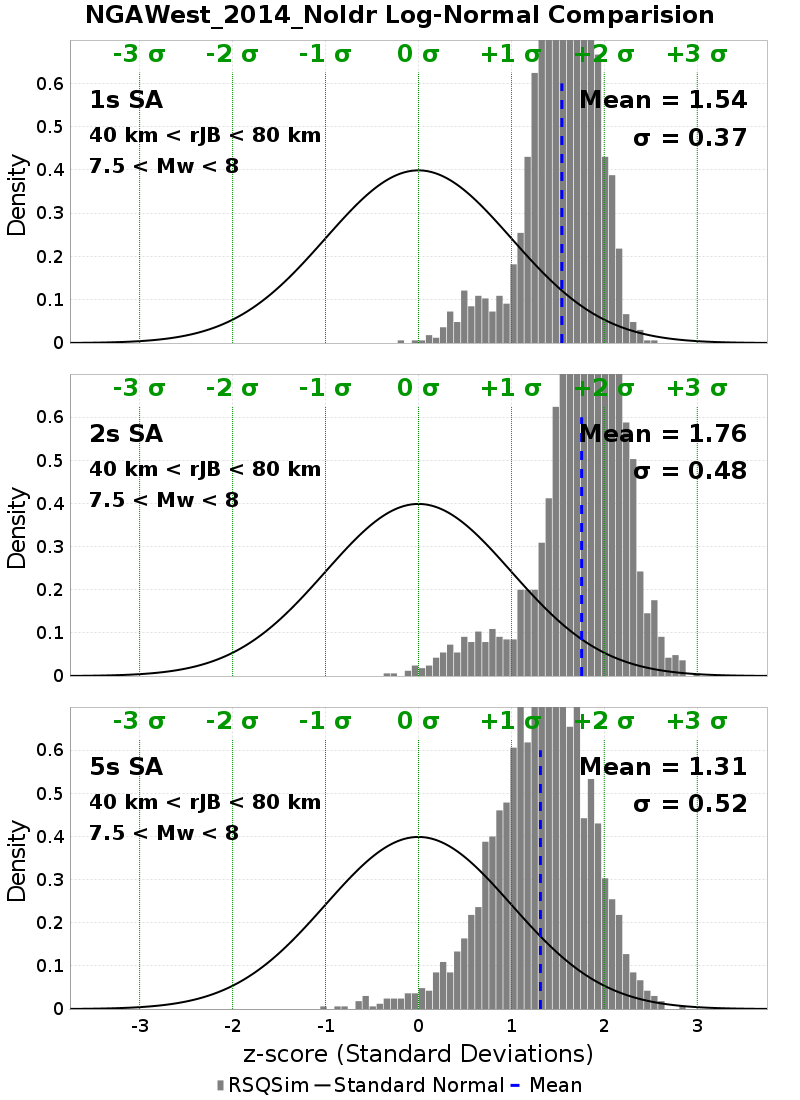 NGAWest_2014_NoIdr Log-Normal Comparision
-3 σ -2 σ -1 σ 0 σ +1 σ +2 σ +3 σ
0.6
0.5
0.4
0.3
0.2
0.1
0
Density
1s SA
40 km < rJB < 80 km
7.5 < Mw < 8
Mean = 1.54
σ = 0.37
-3 σ -2 σ -1 σ 0 σ +1 σ +2 σ +3 σ
0.6
0.5
0.4
0.3
0.2
0.1
0
Density
2s SA
40 km < rJB < 80 km
7.5 < Mw < 8
Mean = 1.76
σ = 0.48
-3 σ -2 σ -1 σ 0 σ +1 σ +2 σ +3 σ
0.6
0.5
0.4
0.3
0.2
0.1
0
Density
5s SA
40 km < rJB < 80 km
7.5 < Mw < 8
Mean = 1.31
σ = 0.52
-3 -2 -1 0 1 2 3
z-score (Standard Deviations)
RSQSim Standard Normal Mean